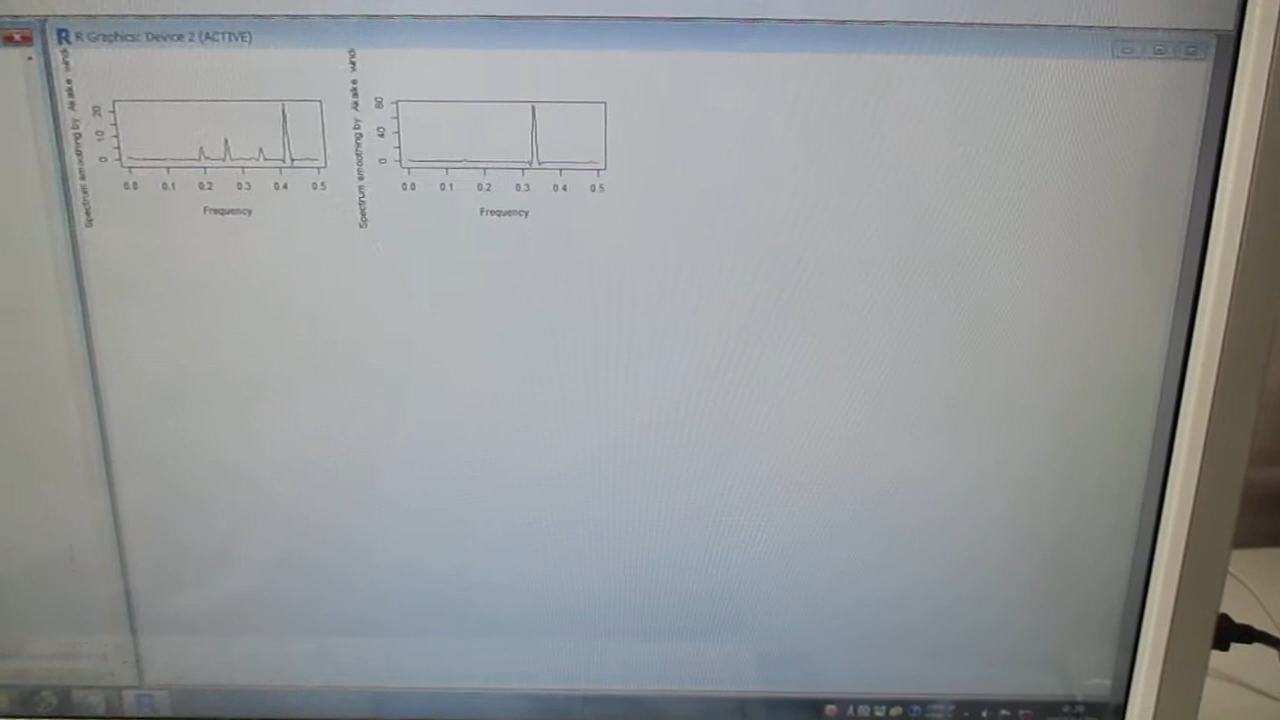 R Graphics: Device 2 (ACTIVE)
Spectrum smoothing by Akaike
20
10
0
0.0 0.1 0.2 0.3 0.4 0.5
Frequency
Spectrum smoothing by Akaike
80
40
0
0.0 0.1 0.2 0.3 0.4 0.5
Frequency